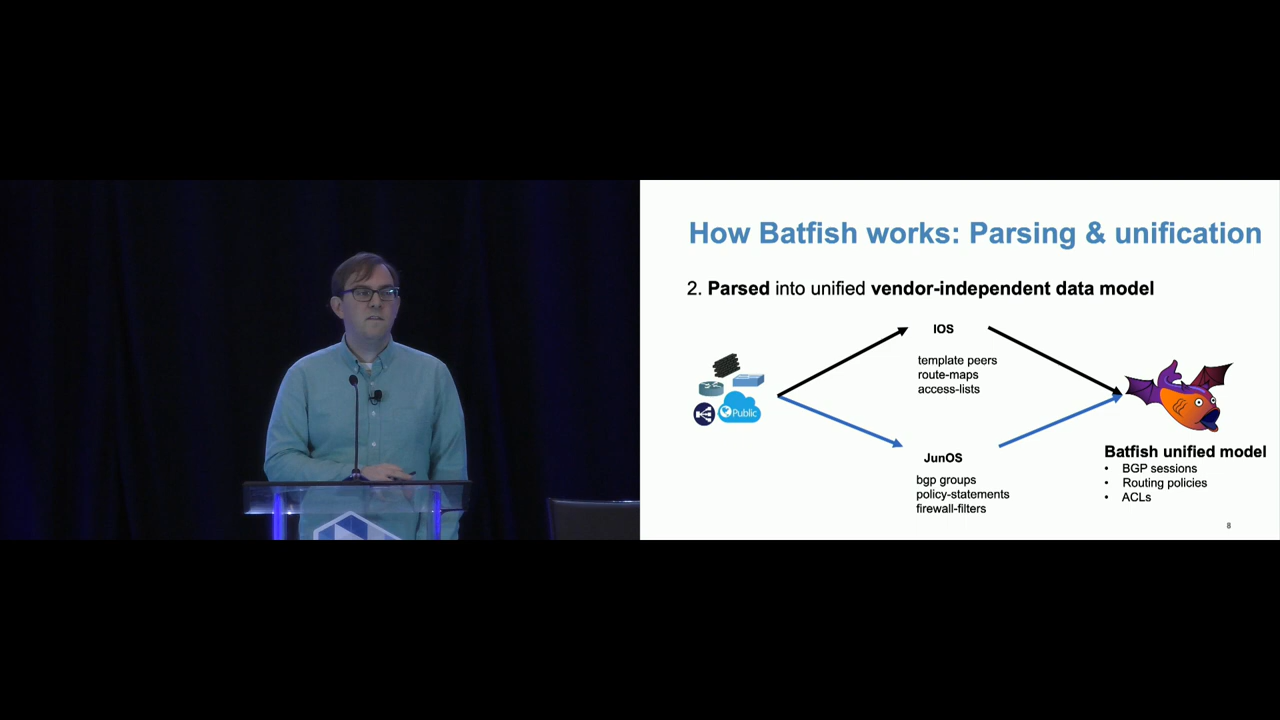 How Batfish works: Parsing & unification
2. Parsed into unified vendor-independent data model
IOS
template peers
route-maps
access-lists
Public
JunOS
bgp groups
policy-statements
firewall-filters
Batfish unified model
• BGP sessions
• Routing policies
• ACLs
8